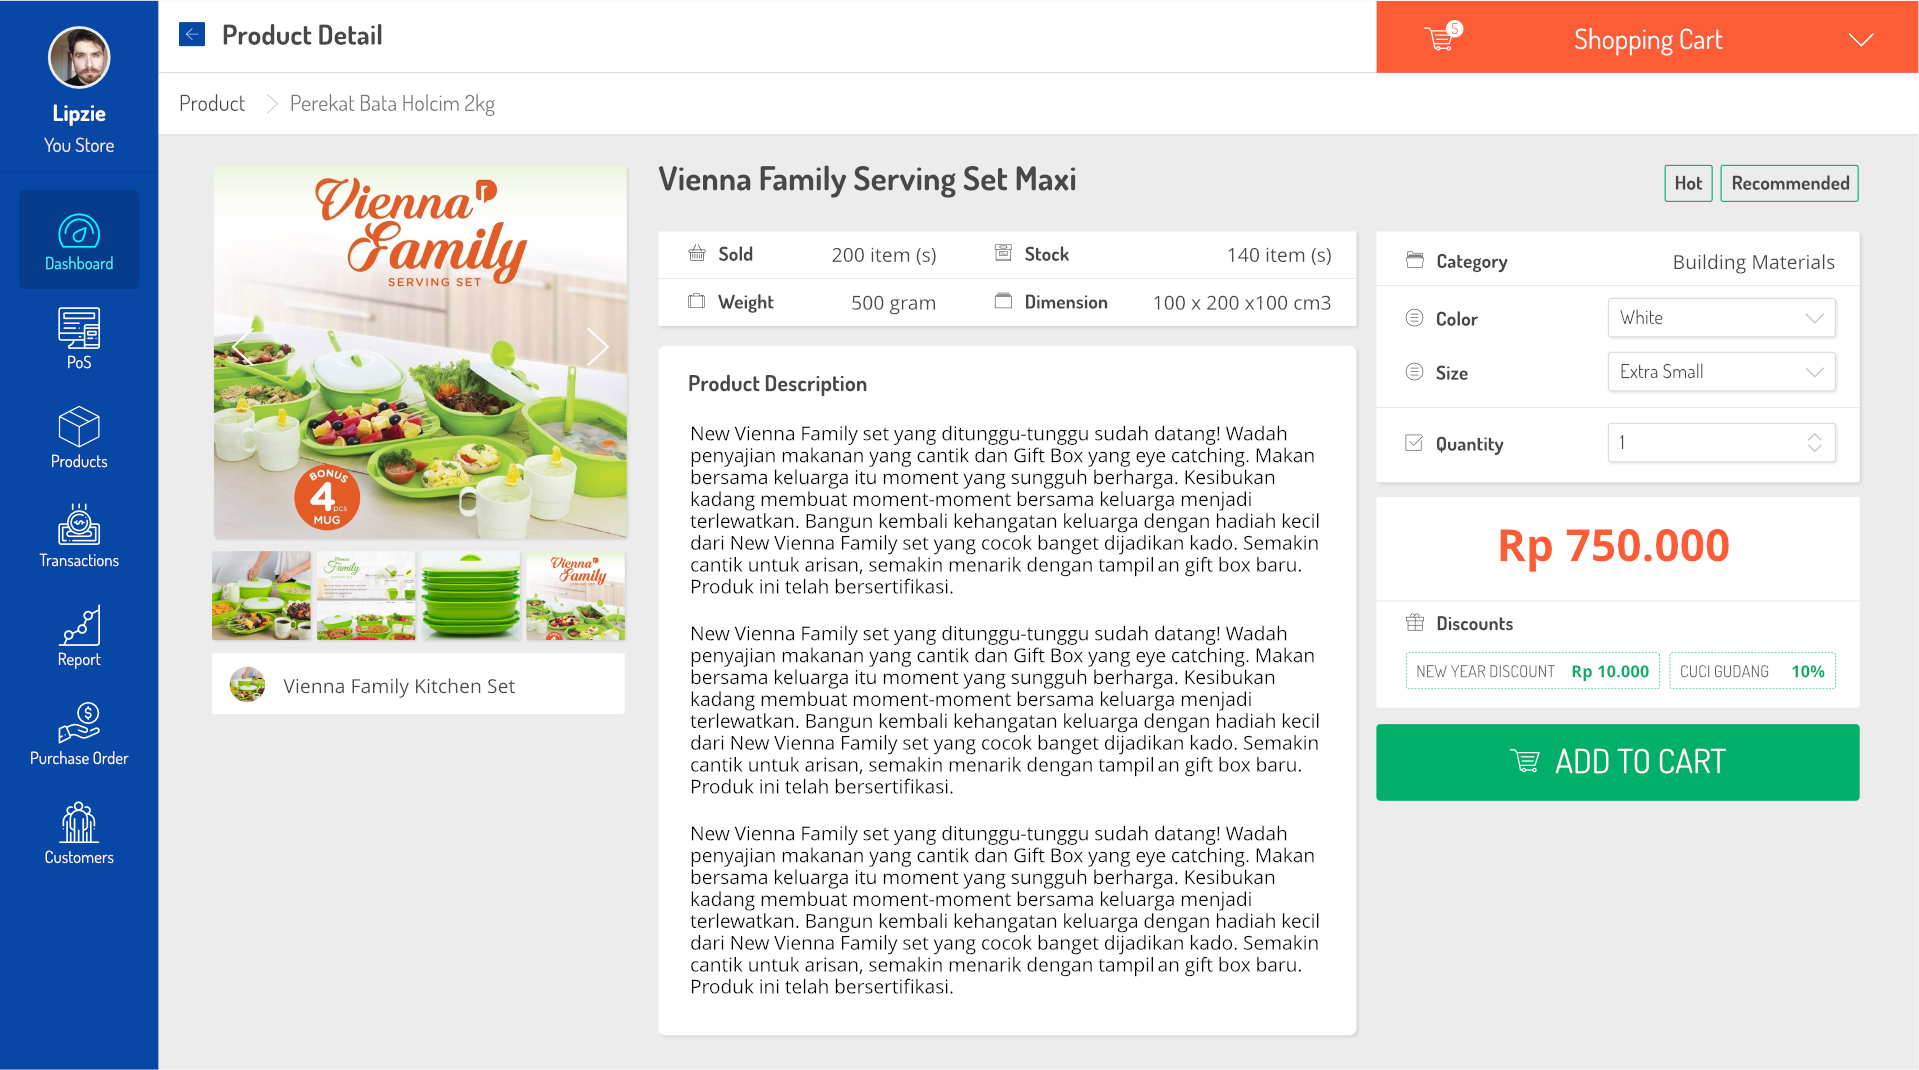 Lipzie
You Store
Dashboard
PoS
Products
Transactions
Report
Purchase Order
Customers
Product Detail
5
Shopping Cart
Product
Perekat Bata Holcim 2kg
Vienna
Family
SERVING SET
BONUS
4 pcs
MUG
Vienna
Family
Vienna
Family
SERVING SET
Vienna Family Kitchen Set
Vienna Family Serving Set Maxi
Hot
Recommended
Sold 200 item (s)
Stock 140 item (s)
Weight 500 gram
Dimension 100 x 200 x100 cm3
Product Description
New Vienna Family set yang ditunggu-tunggu sudah datang! Wadah
penyajian makanan yang cantik dan Gift Box yang eye catching. Makan
bersama keluarga itu moment yang sungguh berharga. Kesibukan
kadang membuat moment-moment bersama keluarga menjadi
terlewatkan. Bangun kembali kehangatan keluarga dengan hadiah kecil
dari New Vienna Family set yang cocok banget dijadikan kado. Semakin
cantik untuk arisan, semakin menarik dengan tampilan gift box baru.
Produk ini telah bersertifikasi.
New Vienna Family set yang ditunggu-tunggu sudah datang! Wadah
penyajian makanan yang cantik dan Gift Box yang eye catching. Makan
bersama keluarga itu moment yang sungguh berharga. Kesibukan
kadang membuat moment-moment bersama keluarga menjadi
terlewatkan. Bangun kembali kehangatan keluarga dengan hadiah kecil
dari New Vienna Family set yang cocok banget dijadikan kado. Semakin
cantik untuk arisan, semakin menarik dengan tampilan gift box baru.
Produk ini telah bersertifikasi.
New Vienna Family set yang ditunggu-tunggu sudah datang! Wadah
penyajian makanan yang cantik dan Gift Box yang eye catching. Makan
bersama keluarga itu moment yang sungguh berharga. Kesibukan
kadang membuat moment-moment bersama keluarga menjadi
terlewatkan. Bangun kembali kehangatan keluarga dengan hadiah kecil
dari New Vienna Family set yang cocok banget dijadikan kado. Semakin
cantik untuk arisan, semakin menarik dengan tampilan gift box baru.
Produk ini telah bersertifikasi.
Category Building Materials
Color White
Size Extra Small
Quantity 1
Rp 750.000
Discounts
NEW YEAR DISCOUNT Rp 10.000
CUCI GUDANG 10%
ADD TO CART